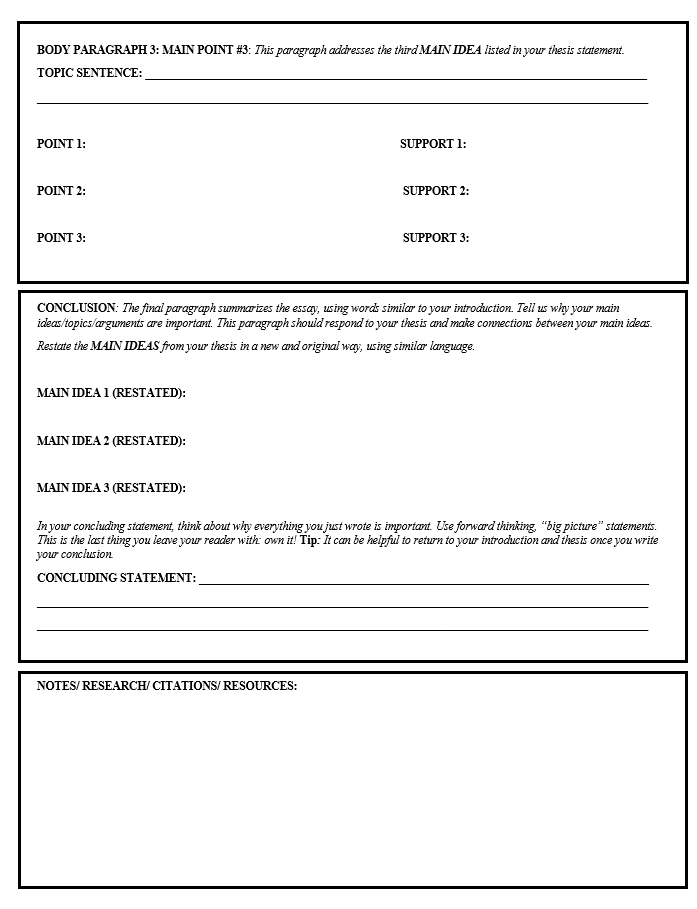 BODY PARAGRAPH 3: MAIN POINT #3: This paragraph addresses the third MAIN IDEA listed in your thesis statement.
TOPIC SENTENCE:
POINT 1: SUPPORT 1:
POINT 2: SUPPORT 2:
POINT 3: SUPPORT 3:
CONCLUSION: The final paragraph summarizes the essay, using words similar to your introduction. Tell us why your main
ideas/topics/arguments are important. This paragraph should respond to your thesis and make connections between your main ideas.
Restate the MAIN IDEAS from your thesis in a new and original way, using similar language.
MAIN IDEA 1 (RESTATED):
MAIN IDEA 2 (RESTATED):
MAIN IDEA 3 (RESTATED):
In your concluding statement, think about why everything you just wrote is important. Use forward thinking, “big picture” statements.
This is the last thing you leave your reader with: own it! Tip: It can be helpful to return to your introduction and thesis once you write
your conclusion.
CONCLUDING STATEMENT:
NOTES/ RESEARCH/ CITATIONS/ RESOURCES: